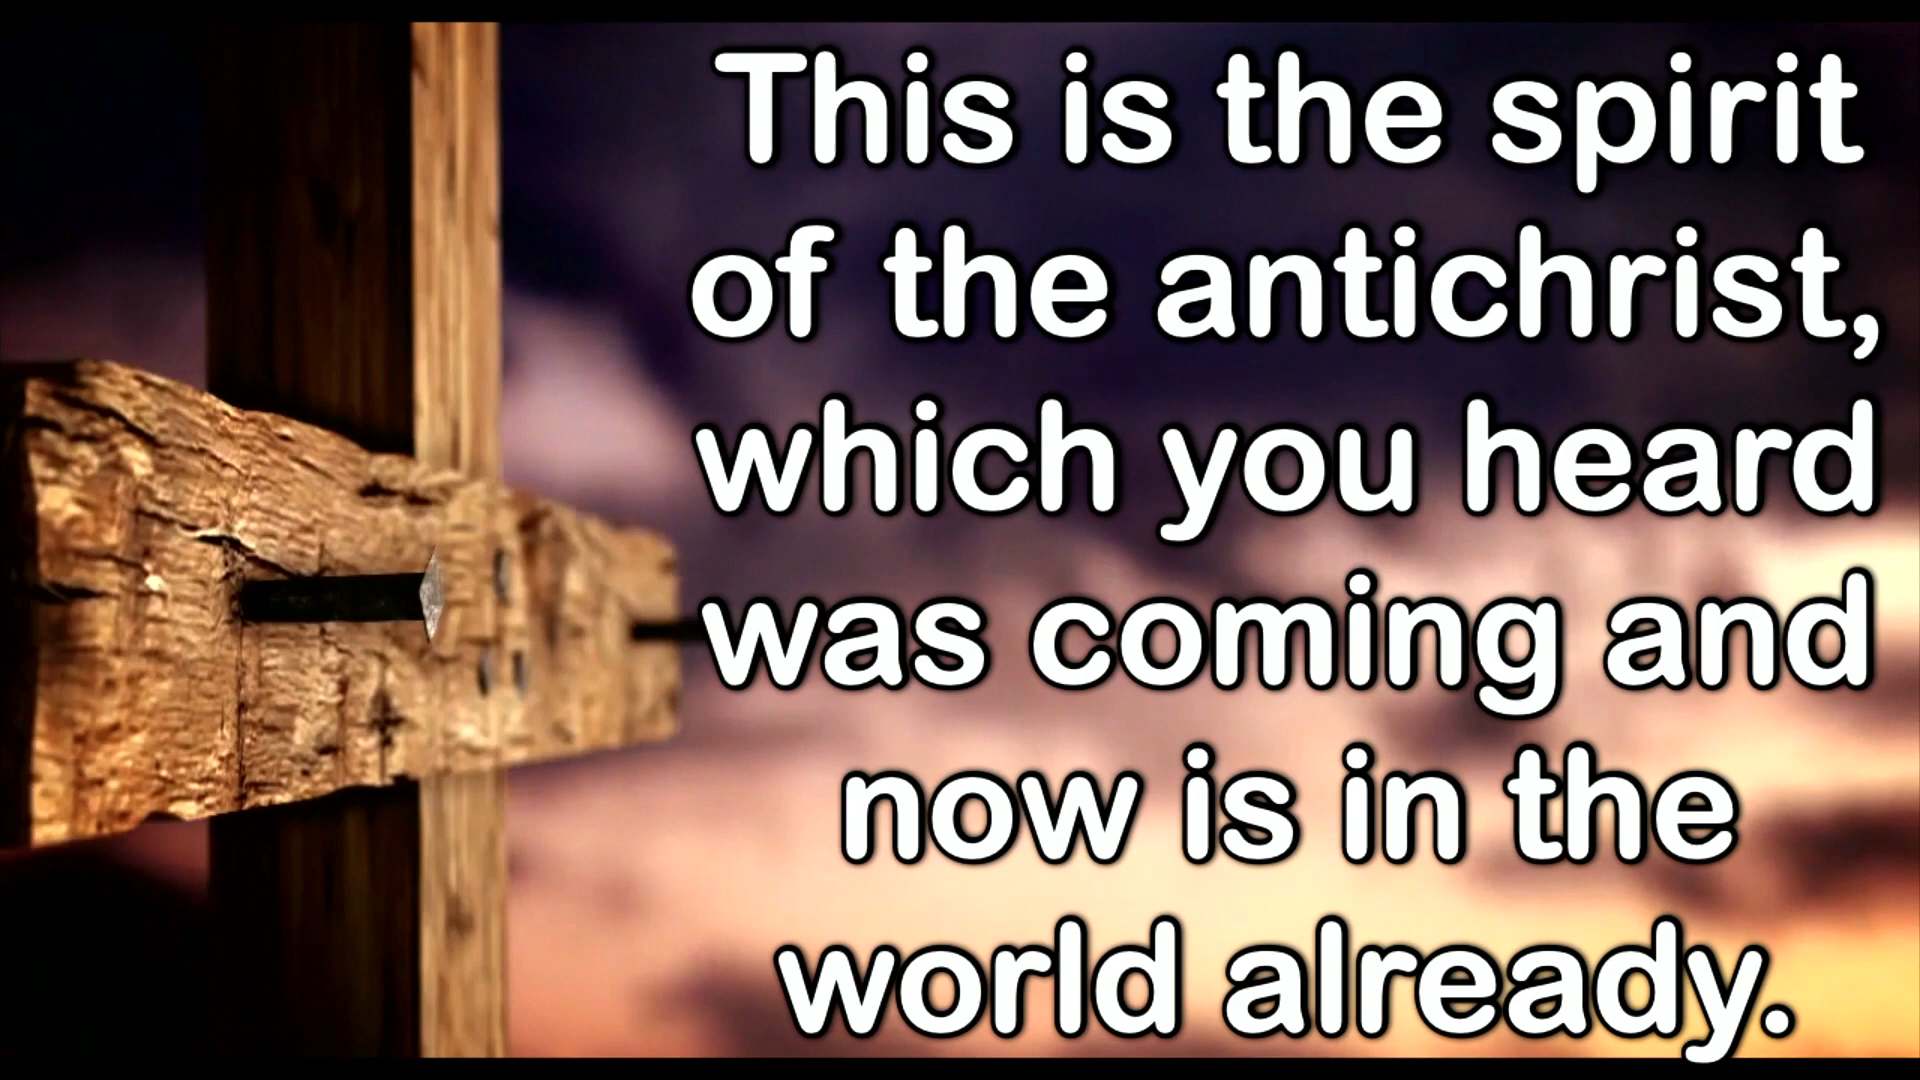 This is the spirit
of the antichrist,
which you heard
was coming and
now is in the
world already.